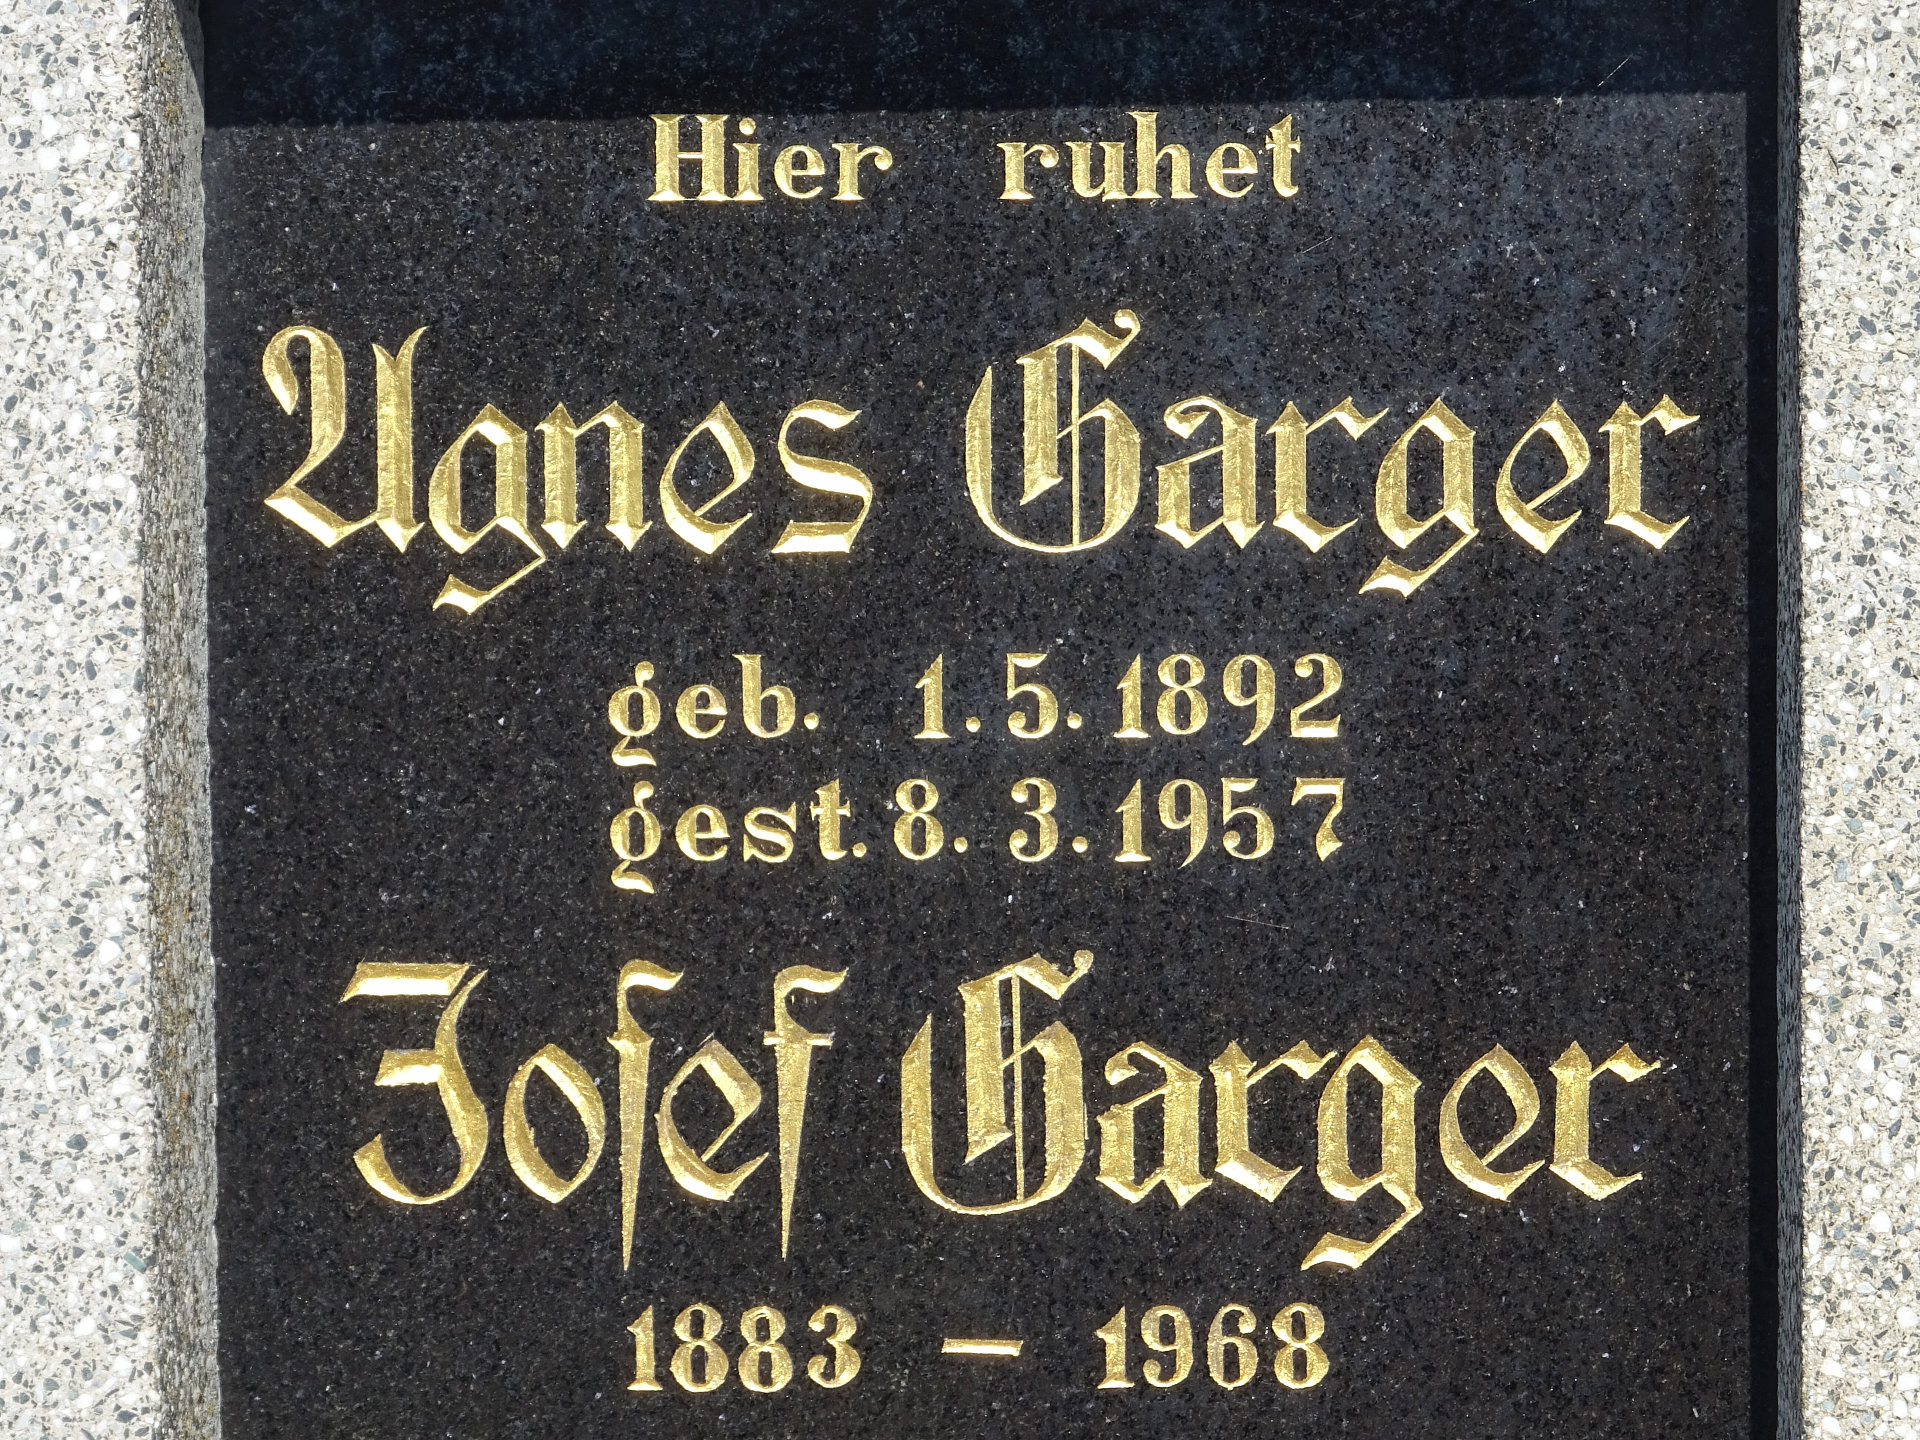 Hier ruhet
Agnes Garger
geb. 1.5.1892
gest. 8.3.1957
Josef Garger
1883 – 1968